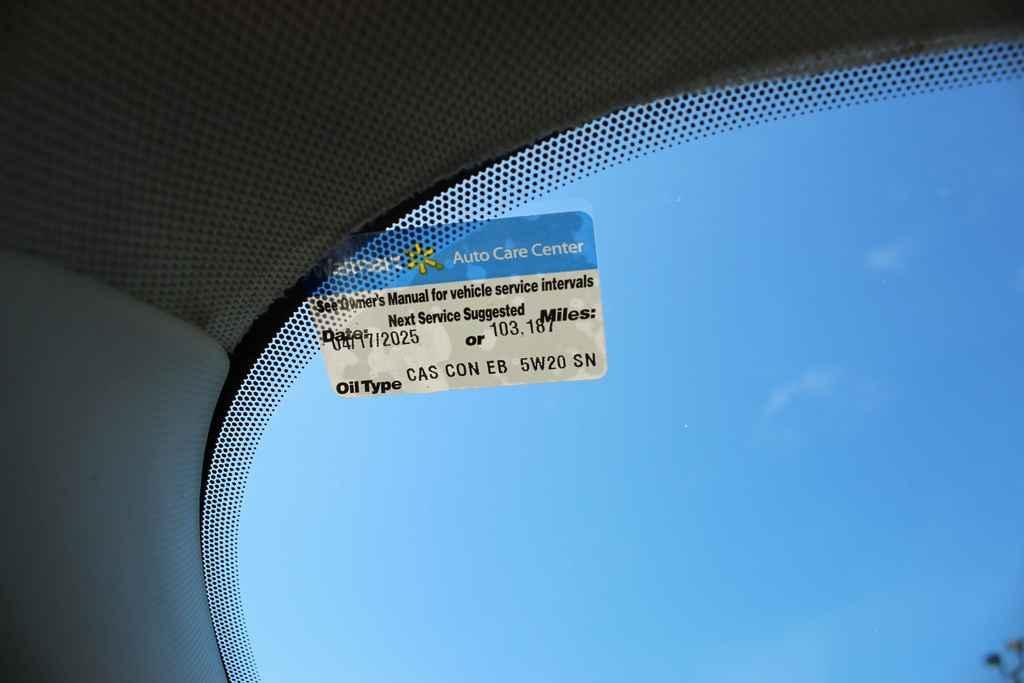 Walmart Auto Care Center
See Owner's Manual for vehicle service intervals
Next Service Suggested
Date: Miles:
04/17/2025 or 103,187
Oil Type CAS CON EB 5W20 SN